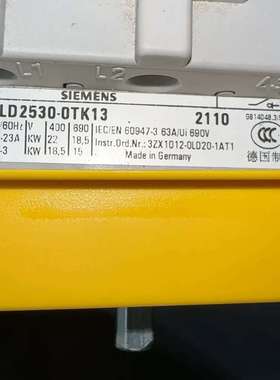 L1 L2
SIEMENS
LD2530-0TK13 2110
60Hz V 400 690 IEC/EN 60947-3 63A/Ui 690V
-23A KW 22 18,5 Instr.Ord.Nr.: 3ZX1012-0LD20-1AT1
-3 KW 18,5 15 Made in Germany
CCC
德国制